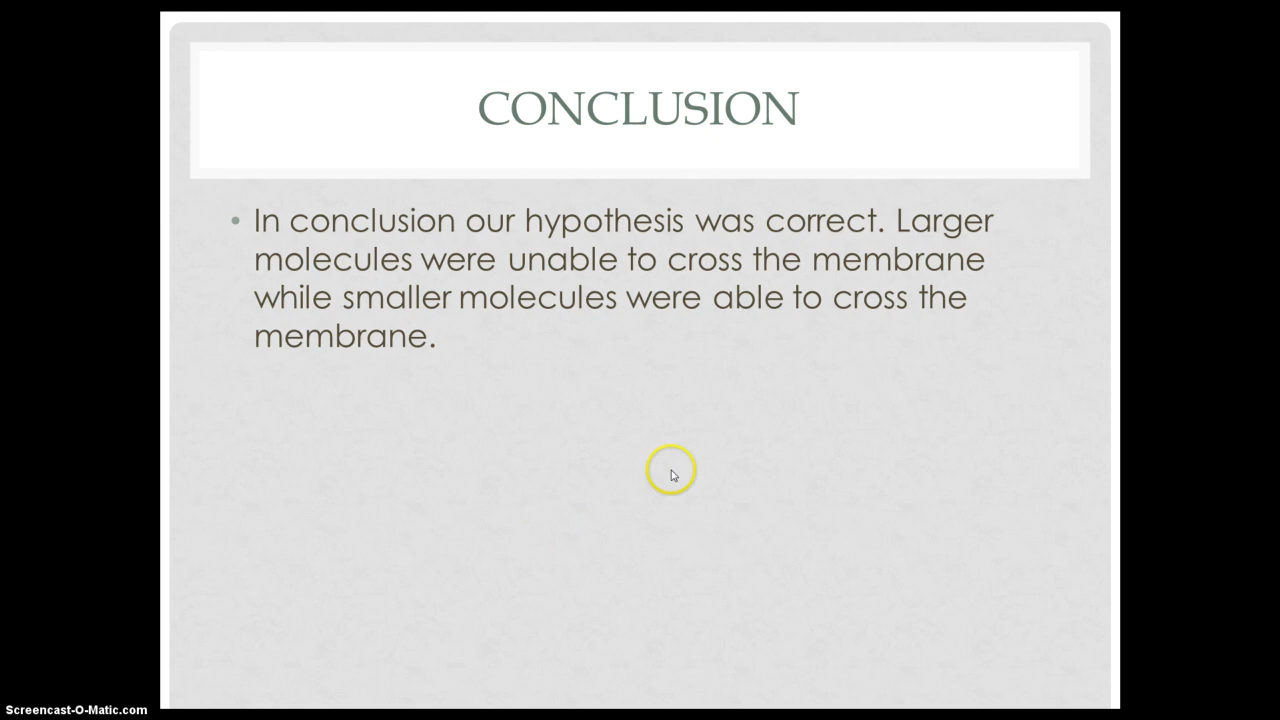 CONCLUSION
• In conclusion our hypothesis was correct. Larger
molecules were unable to cross the membrane
while smaller molecules were able to cross the
membrane.
Screencast-O-Matic.com